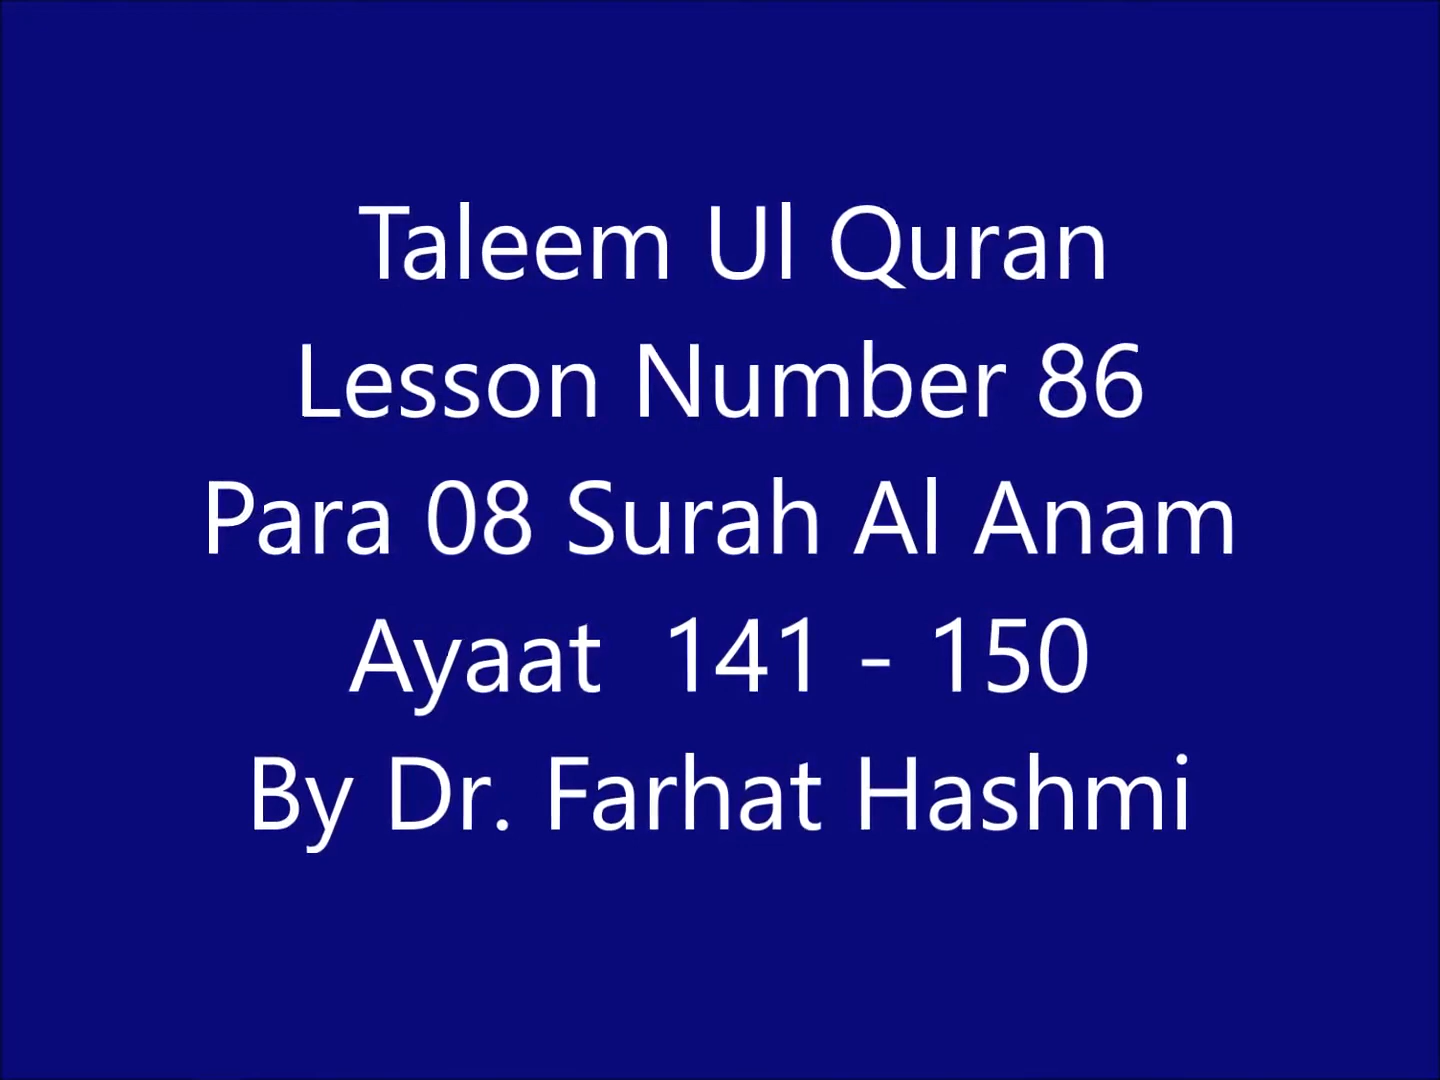 Taleem Ul Quran
Lesson Number 86
Para 08 Surah Al Anam
Ayaat  141 - 150
By Dr. Farhat Hashmi